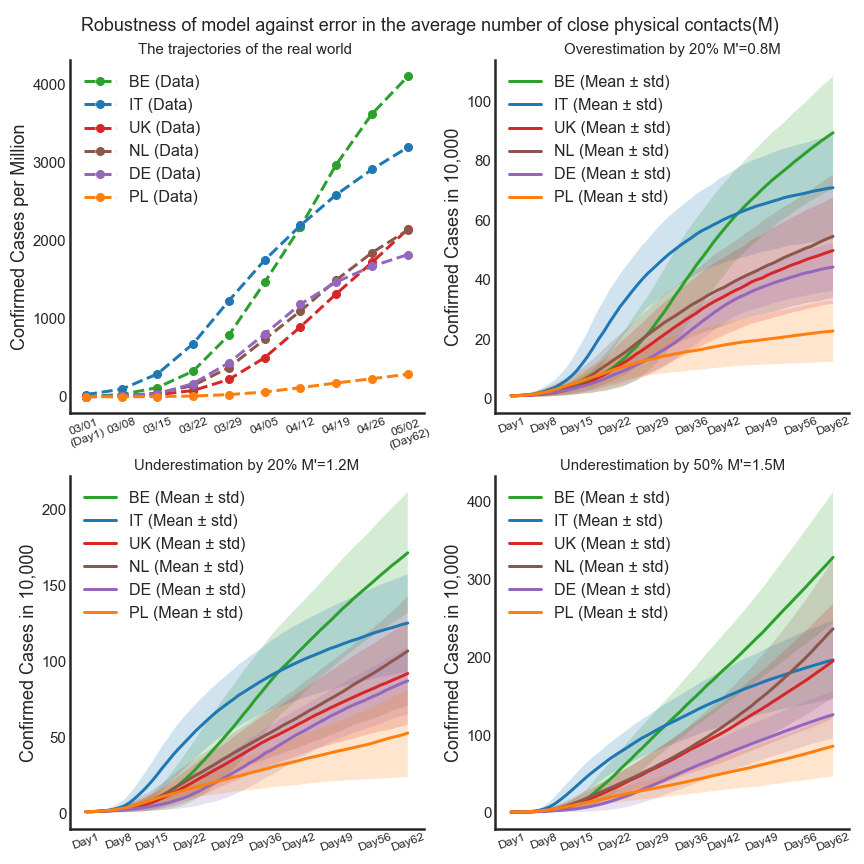 Robustness of model against error in the average number of close physical contacts(M)
The trajectories of the real world
Confirmed Cases per Million
4000
3000
2000
1000
0
BE (Data)
IT (Data)
UK (Data)
NL (Data)
DE (Data)
PL (Data)
03/01
(Day1)
03/08
03/15
03/22
03/29
04/05
04/12
04/19
04/26
05/02
(Day62)
Overestimation by 20% M'=0.8M
Confirmed Cases in 10,000
100
80
60
40
20
0
BE (Mean ± std)
IT (Mean ± std)
UK (Mean ± std)
NL (Mean ± std)
DE (Mean ± std)
PL (Mean ± std)
Day1
Day8
Day15
Day22
Day29
Day36
Day42
Day49
Day56
Day62
Underestimation by 20% M'=1.2M
Confirmed Cases in 10,000
200
150
100
50
0
BE (Mean ± std)
IT (Mean ± std)
UK (Mean ± std)
NL (Mean ± std)
DE (Mean ± std)
PL (Mean ± std)
Day1
Day8
Day15
Day22
Day29
Day36
Day42
Day49
Day56
Day62
Underestimation by 50% M'=1.5M
Confirmed Cases in 10,000
400
300
200
100
0
BE (Mean ± std)
IT (Mean ± std)
UK (Mean ± std)
NL (Mean ± std)
DE (Mean ± std)
PL (Mean ± std)
Day1
Day8
Day15
Day22
Day29
Day36
Day42
Day49
Day56
Day62